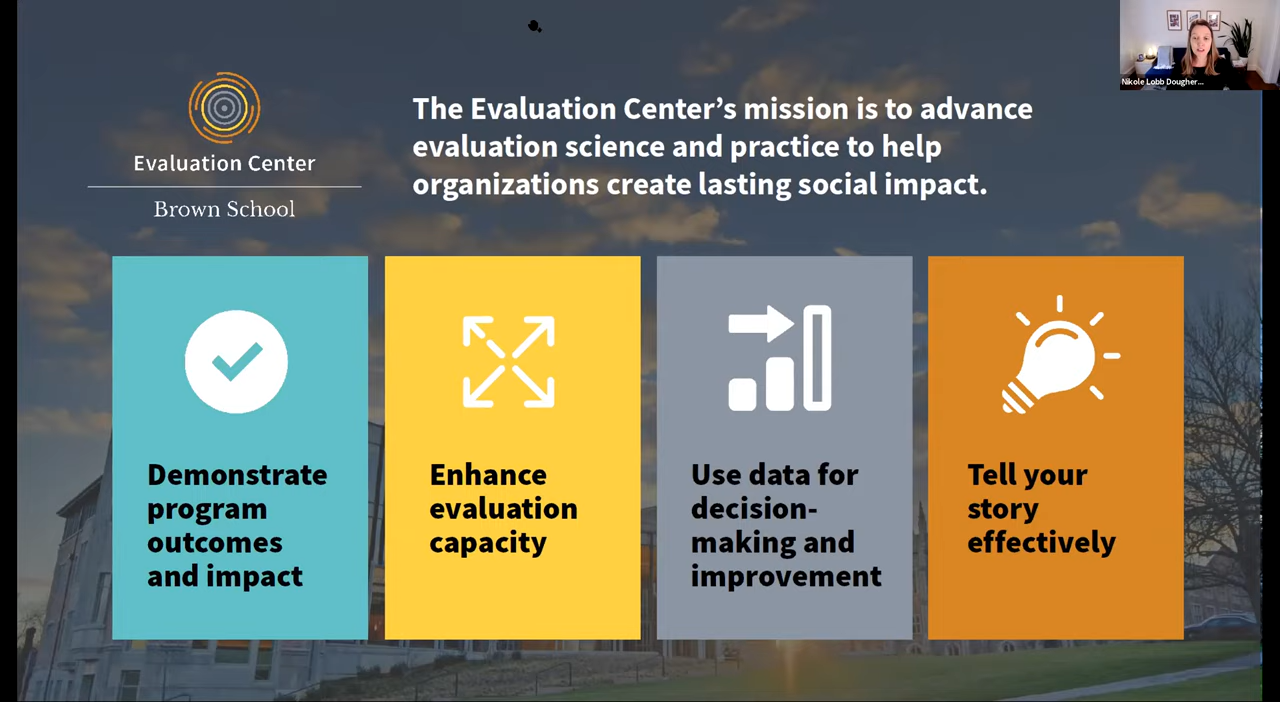 Nikole Lobb Dougher...
Evaluation Center
Brown School
The Evaluation Center’s mission is to advance
evaluation science and practice to help
organizations create lasting social impact.
Demonstrate
program
outcomes
and impact
Enhance
evaluation
capacity
Use data for
decision-
making and
improvement
Tell your
story
effectively